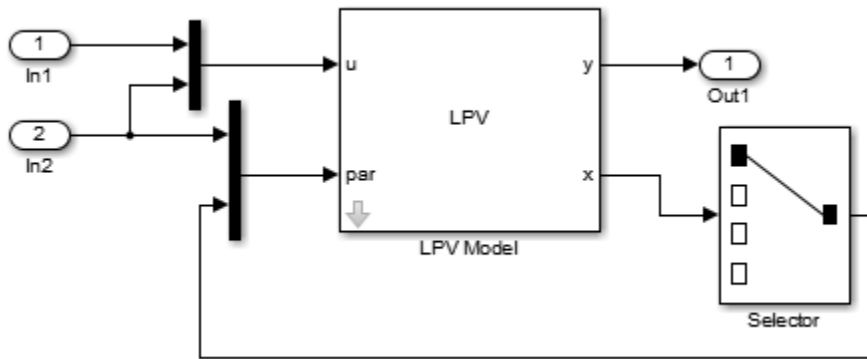 1
In1
2
In2
u
y
LPV
par
x
LPV Model
1
Out1
Selector